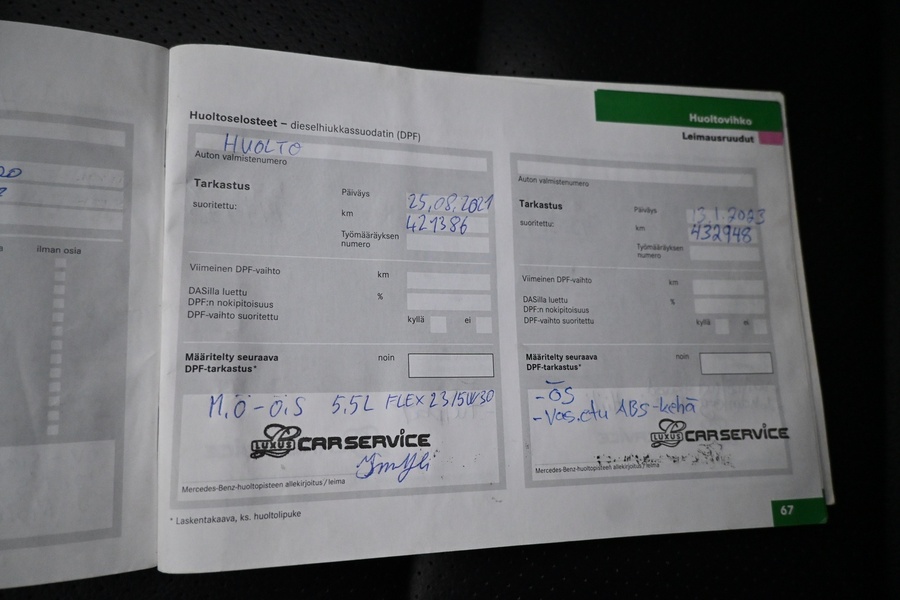 ilman osia
Huoltovihko
Leimausruudut
Huoltoselosteet – dieselhiukkassuodatin (DPF)
HUOLTO
Auton valmistenumero
Tarkastus
suoritettu:
Päiväys 25,08.2021
km 421386
Työmääräyksen
numero
Viimeinen DPF-vaihto km
DASilla luettu %
DPF:n nokipitoisuus
DPF-vaihto suoritettu kyllä ei
Määritelty seuraava noin
DPF-tarkastus*
M.Ö - Ö.S 5,5L FLEX 23/5W30
LUXUS CAR SERVICE
Mercedes-Benz-huoltopisteen allekirjoitus/leima
* Laskentakaava, ks. huoltolipuke
Auton valmistenumero
Tarkastus
suoritettu:
Päiväys 13.1.2023
km 432948
Työmääräyksen
numero
Viimeinen DPF-vaihto km
DASilla luettu %
DPF:n nokipitoisuus
DPF-vaihto suoritettu kyllä ei
Määritelty seuraava noin
DPF-tarkastus*
- ÖS
- Vas.etu ABS-kehä
LUXUS CAR SERVICE
Mercedes-Benz-huoltopisteen allekirjoitus/leima
67